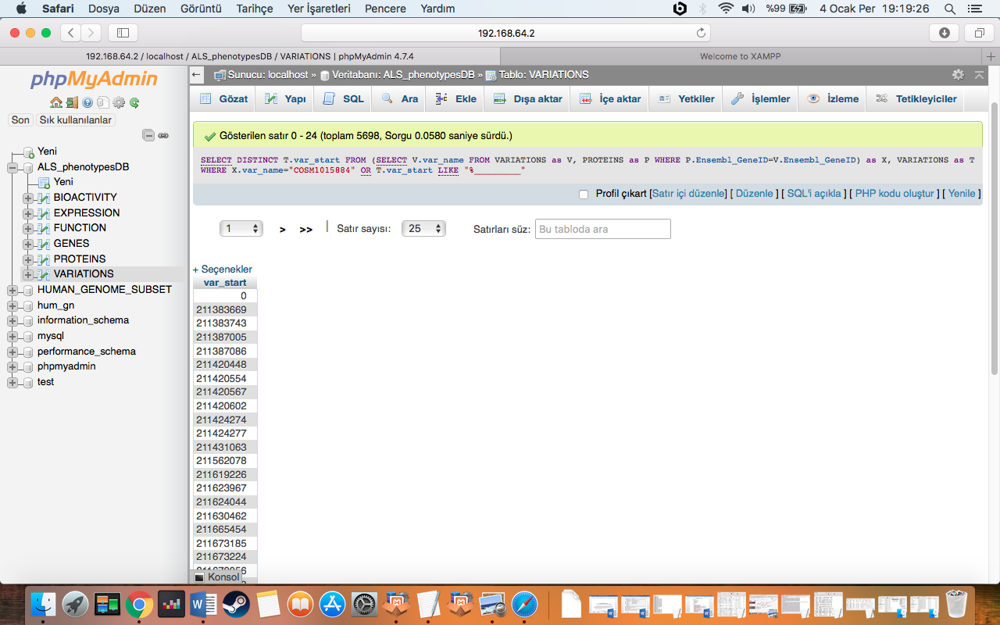 Safari Dosya Düzen Görüntü Tarihçe Yer İşaretleri Pencere Yardım %99 4 Ocak Per 19:19:26
192.168.64.2
192.168.64.2 / localhost / ALS_phenotypesDB / VARIATIONS | phpMyAdmin 4.7.4 Welcome to XAMPP
phpMyAdmin
Son Sık kullanılanlar
Yeni
ALS_phenotypesDB
Yeni
BIOACTIVITY
EXPRESSION
FUNCTION
GENES
PROTEINS
VARIATIONS
HUMAN_GENOME_SUBSET
hum_gn
information_schema
mysql
performance_schema
phpmyadmin
test
Sunucu: localhost » Veritabanı: ALS_phenotypesDB » Tablo: VARIATIONS
Gözat Yapı SQL Ara Ekle Dışa aktar İçe aktar Yetkiler İşlemler İzleme Tetikleyiciler
Gösterilen satır 0 - 24 (toplam 5698, Sorgu 0.0580 saniye sürdü.)
SELECT DISTINCT T.var_start FROM (SELECT V.var_name FROM VARIATIONS as V, PROTEINS as P WHERE P.Ensembl_GeneID=V.Ensembl_GeneID) as X, VARIATIONS as T
WHERE X.var_name="COSM1015884" OR T.var_start LIKE "%_________"
Profil çıkart [Satır içi düzenle] [ Düzenle ] [ SQL'i açıkla ] [ PHP kodu oluştur ] [ Yenile ]
1 > >> | Satır sayısı: 25 Satırları süz: Bu tabloda ara
+ Seçenekler
var_start
0
211383669
211383743
211387005
211387086
211420448
211420554
211420567
211420602
211424274
211424277
211431063
211562078
211619226
211623967
211624044
211630462
211665454
211673185
211673224
Konsol